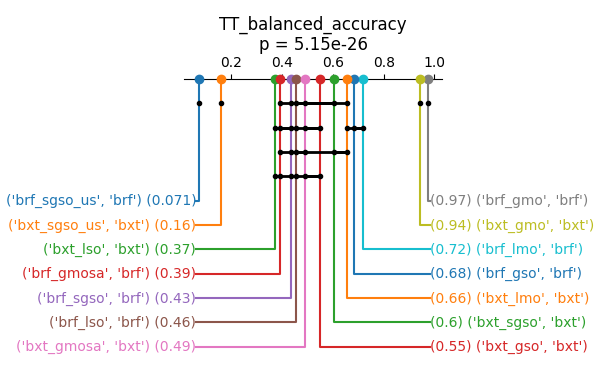 TT_balanced_accuracy
p = 5.15e-26
0.2 0.4 0.6 0.8 1.0
('brf_sgso_us', 'brf') (0.071)
(0.97) ('brf_gmo', 'brf')
('bxt_sgso_us', 'bxt') (0.16)
(0.94) ('bxt_gmo', 'bxt')
('bxt_lso', 'bxt') (0.37)
(0.72) ('brf_lmo', 'brf')
('brf_gmosa', 'brf') (0.39)
(0.68) ('brf_gso', 'brf')
('brf_sgso', 'brf') (0.43)
(0.66) ('bxt_lmo', 'bxt')
('brf_lso', 'brf') (0.46)
(0.6) ('bxt_sgso', 'bxt')
('bxt_gmosa', 'bxt') (0.49)
(0.55) ('bxt_gso', 'bxt')